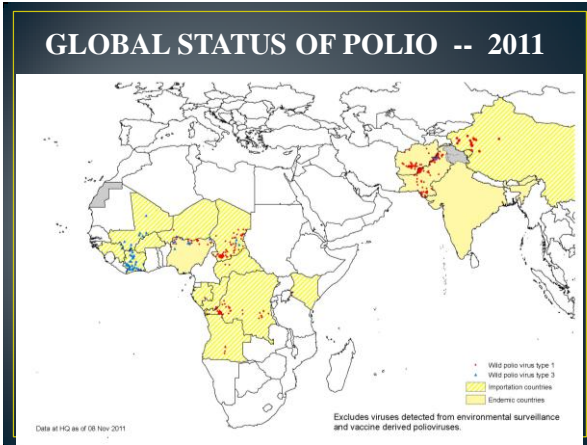 GLOBAL STATUS OF POLIO -- 2011
Wild polio virus type 1
Wild polio virus type 3
Importation countries
Endemic countries
Excludes viruses detected from environmental surveillance
and vaccine derived polioviruses.
Data at HQ as of 08 Nov 2011